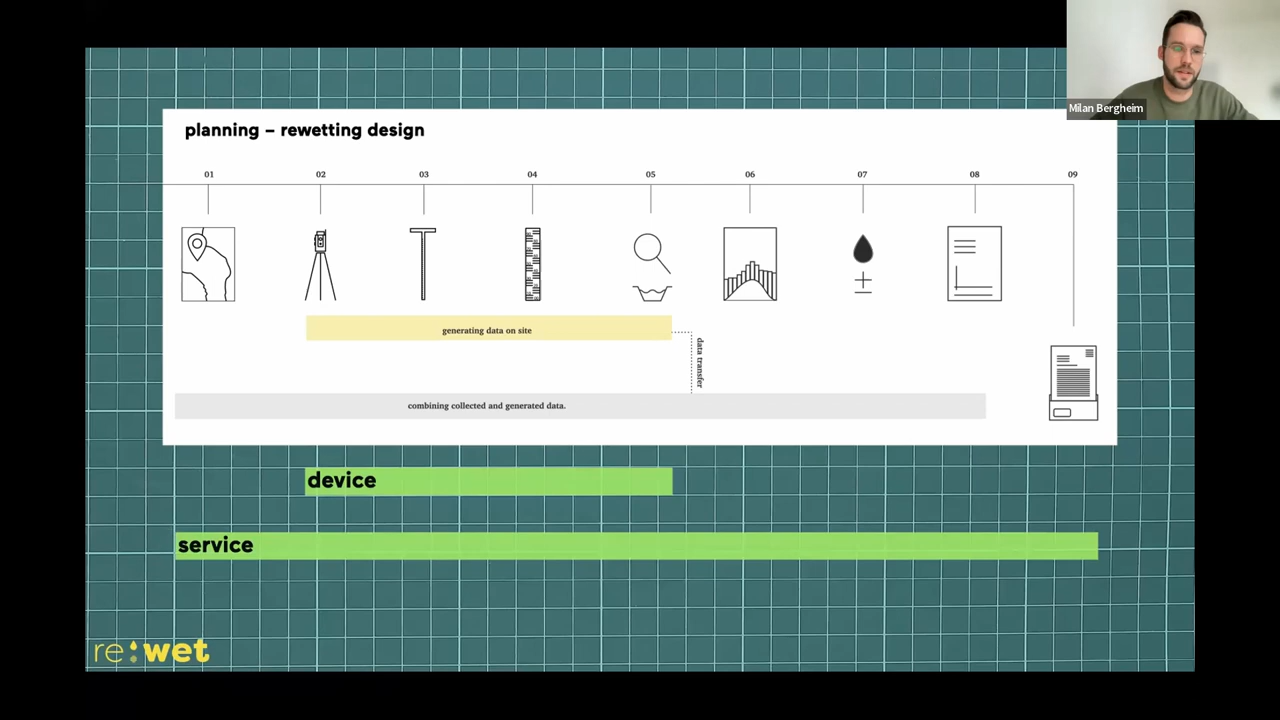 Milan Bergheim
planning – rewetting design
01 02 03 04 05 06 07 08 09
generating data on site
data transfer
combining collected and generated data.
device
service
re:wet